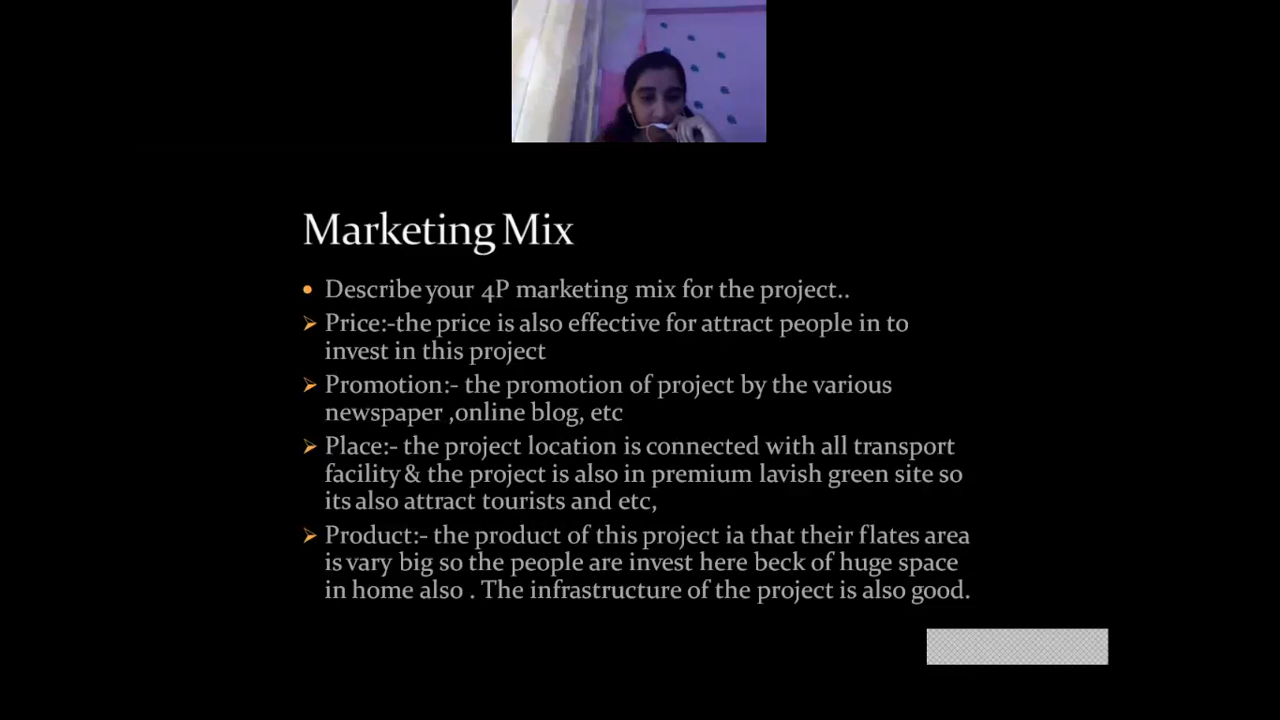 Marketing Mix
Describe your 4P marketing mix for the project..
Price:-the price is also effective for attract people in to
invest in this project
Promotion:- the promotion of project by the various
newspaper ,online blog, etc
Place:- the project location is connected with all transport
facility & the project is also in premium lavish green site so
its also attract tourists and etc,
Product:- the product of this project ia that their flates area
is vary big so the people are invest here beck of huge space
in home also . The infrastructure of the project is also good.